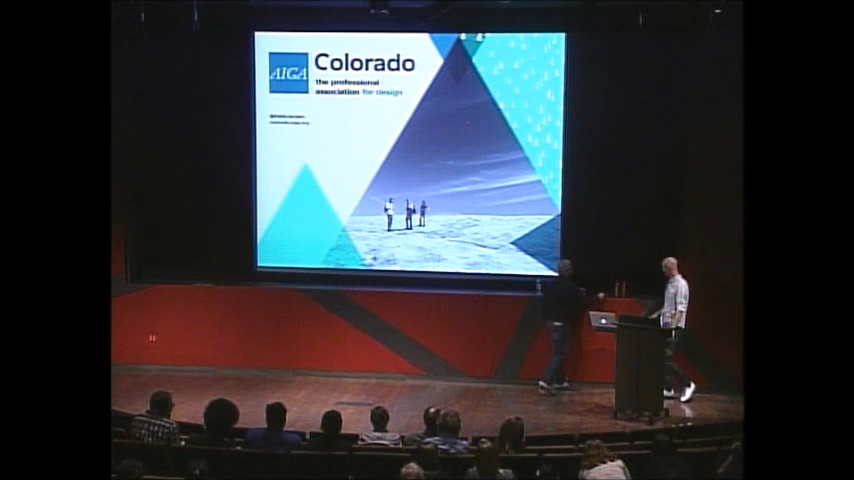 AIGA
Colorado
the professional
association for design